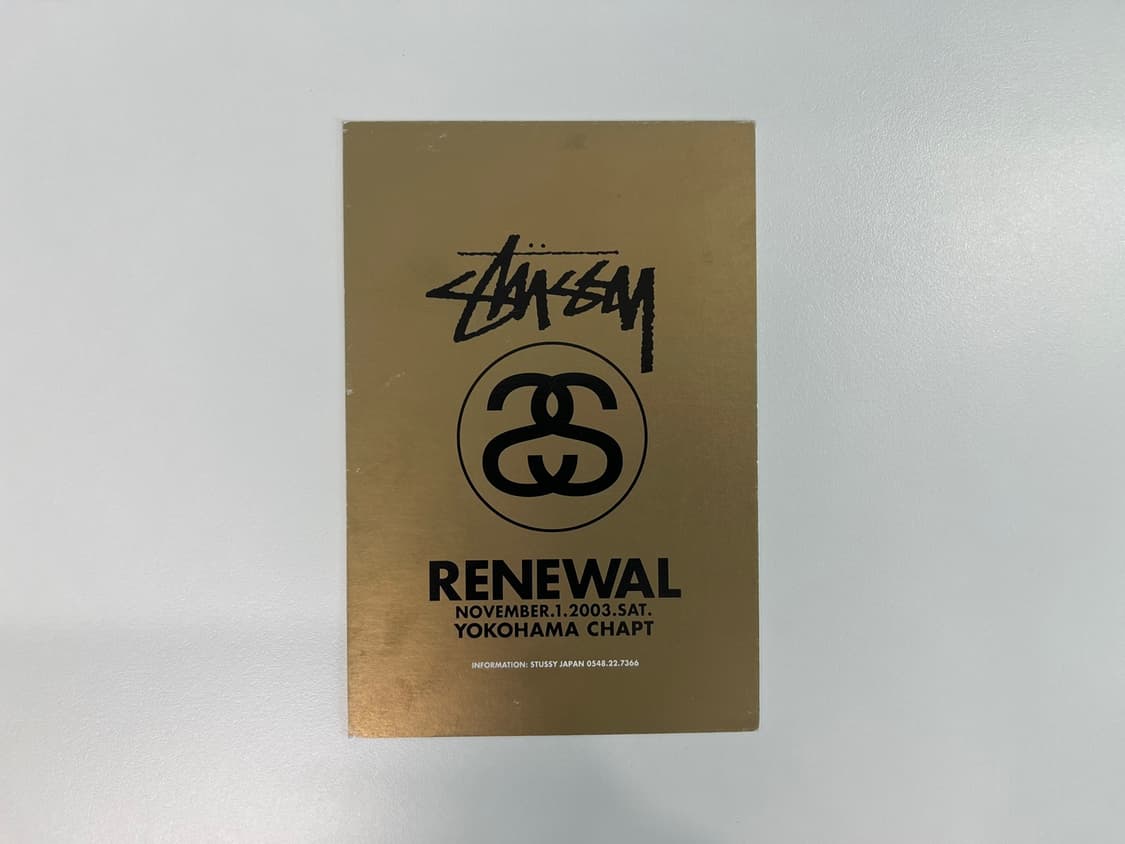 Stüssy
RENEWAL
NOVEMBER.1.2003.SAT.
YOKOHAMA CHAPT
INFORMATION: STUSSY JAPAN 0548.22.7366